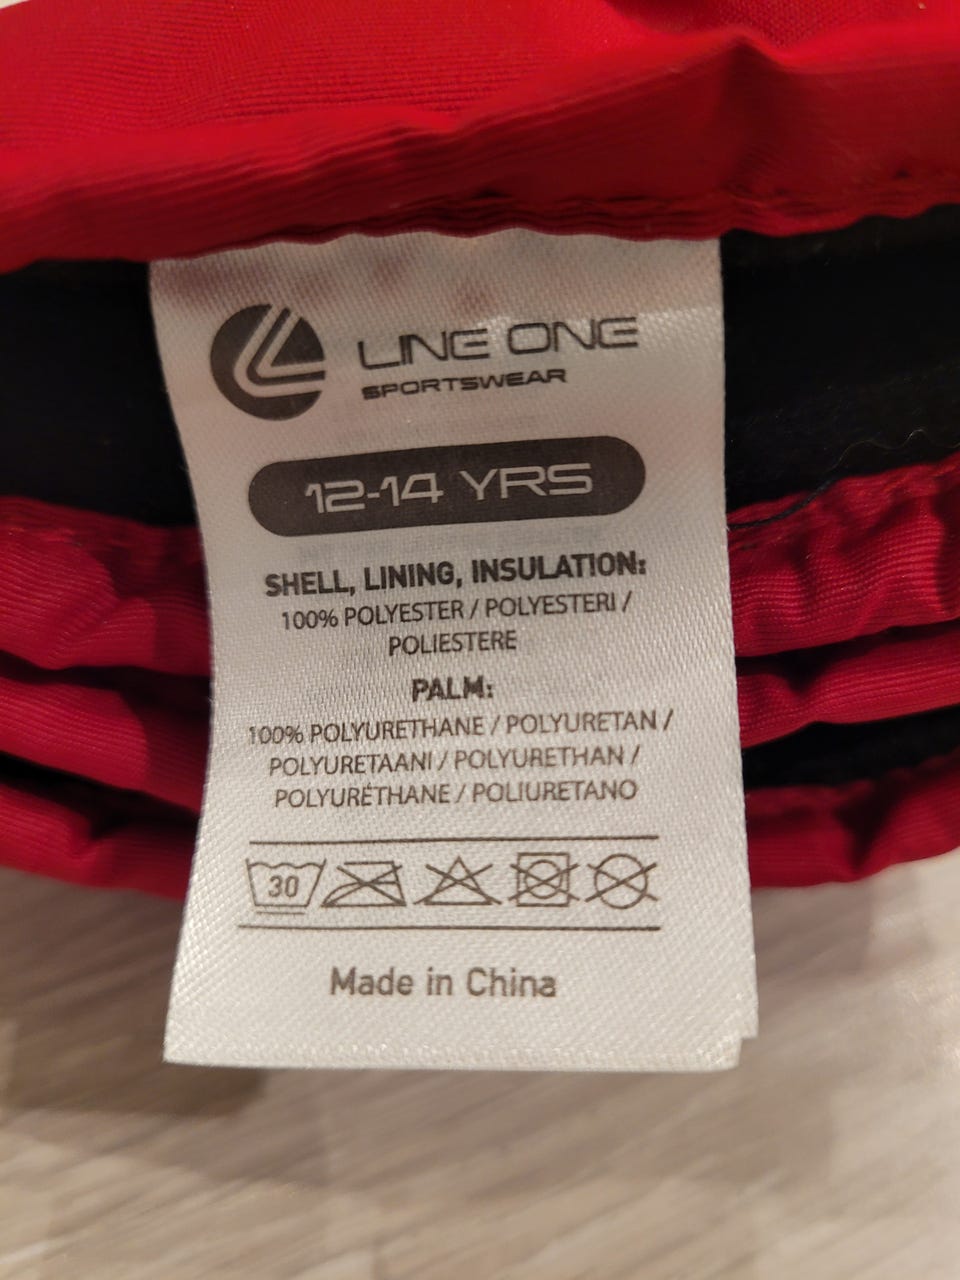 LINE ONE
SPORTSWEAR
12-14 YRS
SHELL, LINING, INSULATION:
100% POLYESTER / POLYESTERI /
POLIESTERE
PALM:
100% POLYURETHANE / POLYURETAN /
POLYURETAANI / POLYURETHAN /
POLYURÉTHANE / POLIURETANO
30
Made in China